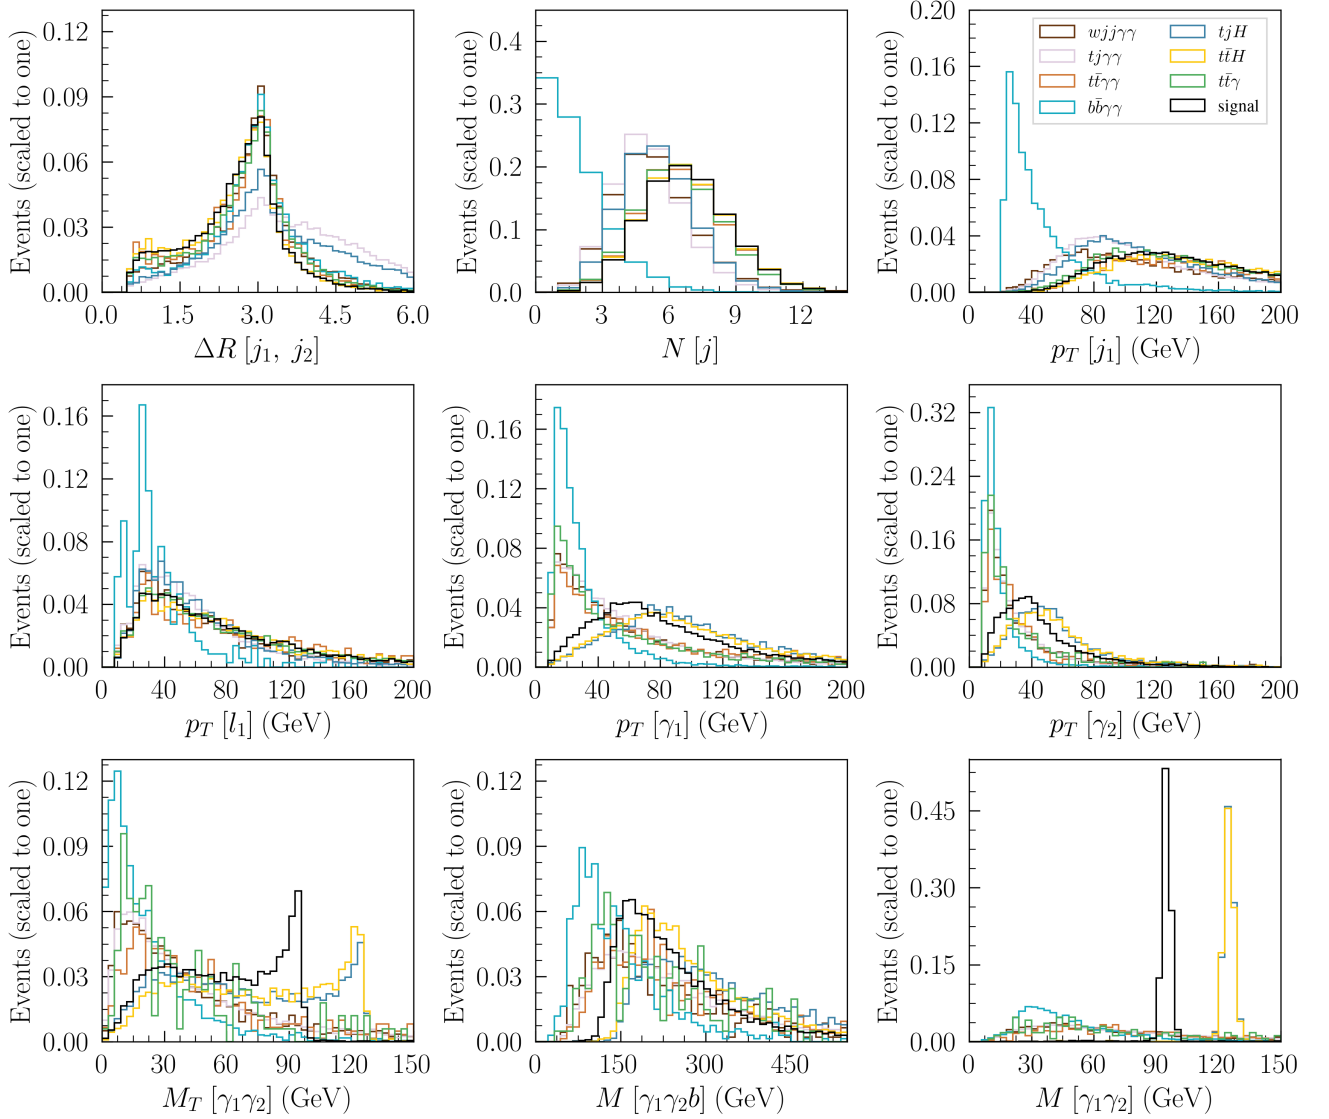 Events (scaled to one)
0.12
0.09
0.06
0.03
0.00
0.0 1.5 3.0 4.5 6.0
ΔR [j₁, j₂]
Events (scaled to one)
0.4
0.3
0.2
0.1
0.0
0 3 6 9 12
N [j]
Events (scaled to one)
0.20
0.16
0.12
0.08
0.04
0.00
0 40 80 120 160 200
p_T [j₁] (GeV)
wjjγγ
tjγγ
tt̄γγ
bb̄γγ
tjH
tt̄H
tt̄γ
signal
Events (scaled to one)
0.16
0.12
0.08
0.04
0.00
0 40 80 120 160 200
p_T [l₁] (GeV)
Events (scaled to one)
0.16
0.12
0.08
0.04
0.00
0 40 80 120 160 200
p_T [γ₁] (GeV)
Events (scaled to one)
0.32
0.24
0.16
0.08
0.00
0 40 80 120 160 200
p_T [γ₂] (GeV)
Events (scaled to one)
0.12
0.09
0.06
0.03
0.00
0 30 60 90 120 150
M_T [γ₁γ₂] (GeV)
Events (scaled to one)
0.12
0.09
0.06
0.03
0.00
0 150 300 450
M [γ₁γ₂b] (GeV)
Events (scaled to one)
0.45
0.30
0.15
0.00
0 30 60 90 120 150
M [γ₁γ₂] (GeV)